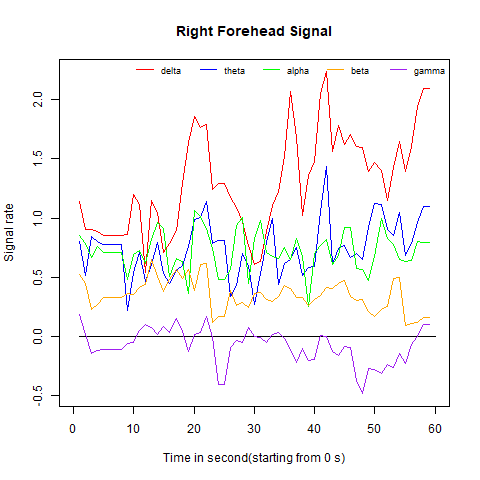 Right Forehead Signal
delta theta alpha beta gamma
Signal rate
2.0
1.5
1.0
0.5
0.0
-0.5
0 10 20 30 40 50 60
Time in second(starting from 0 s)